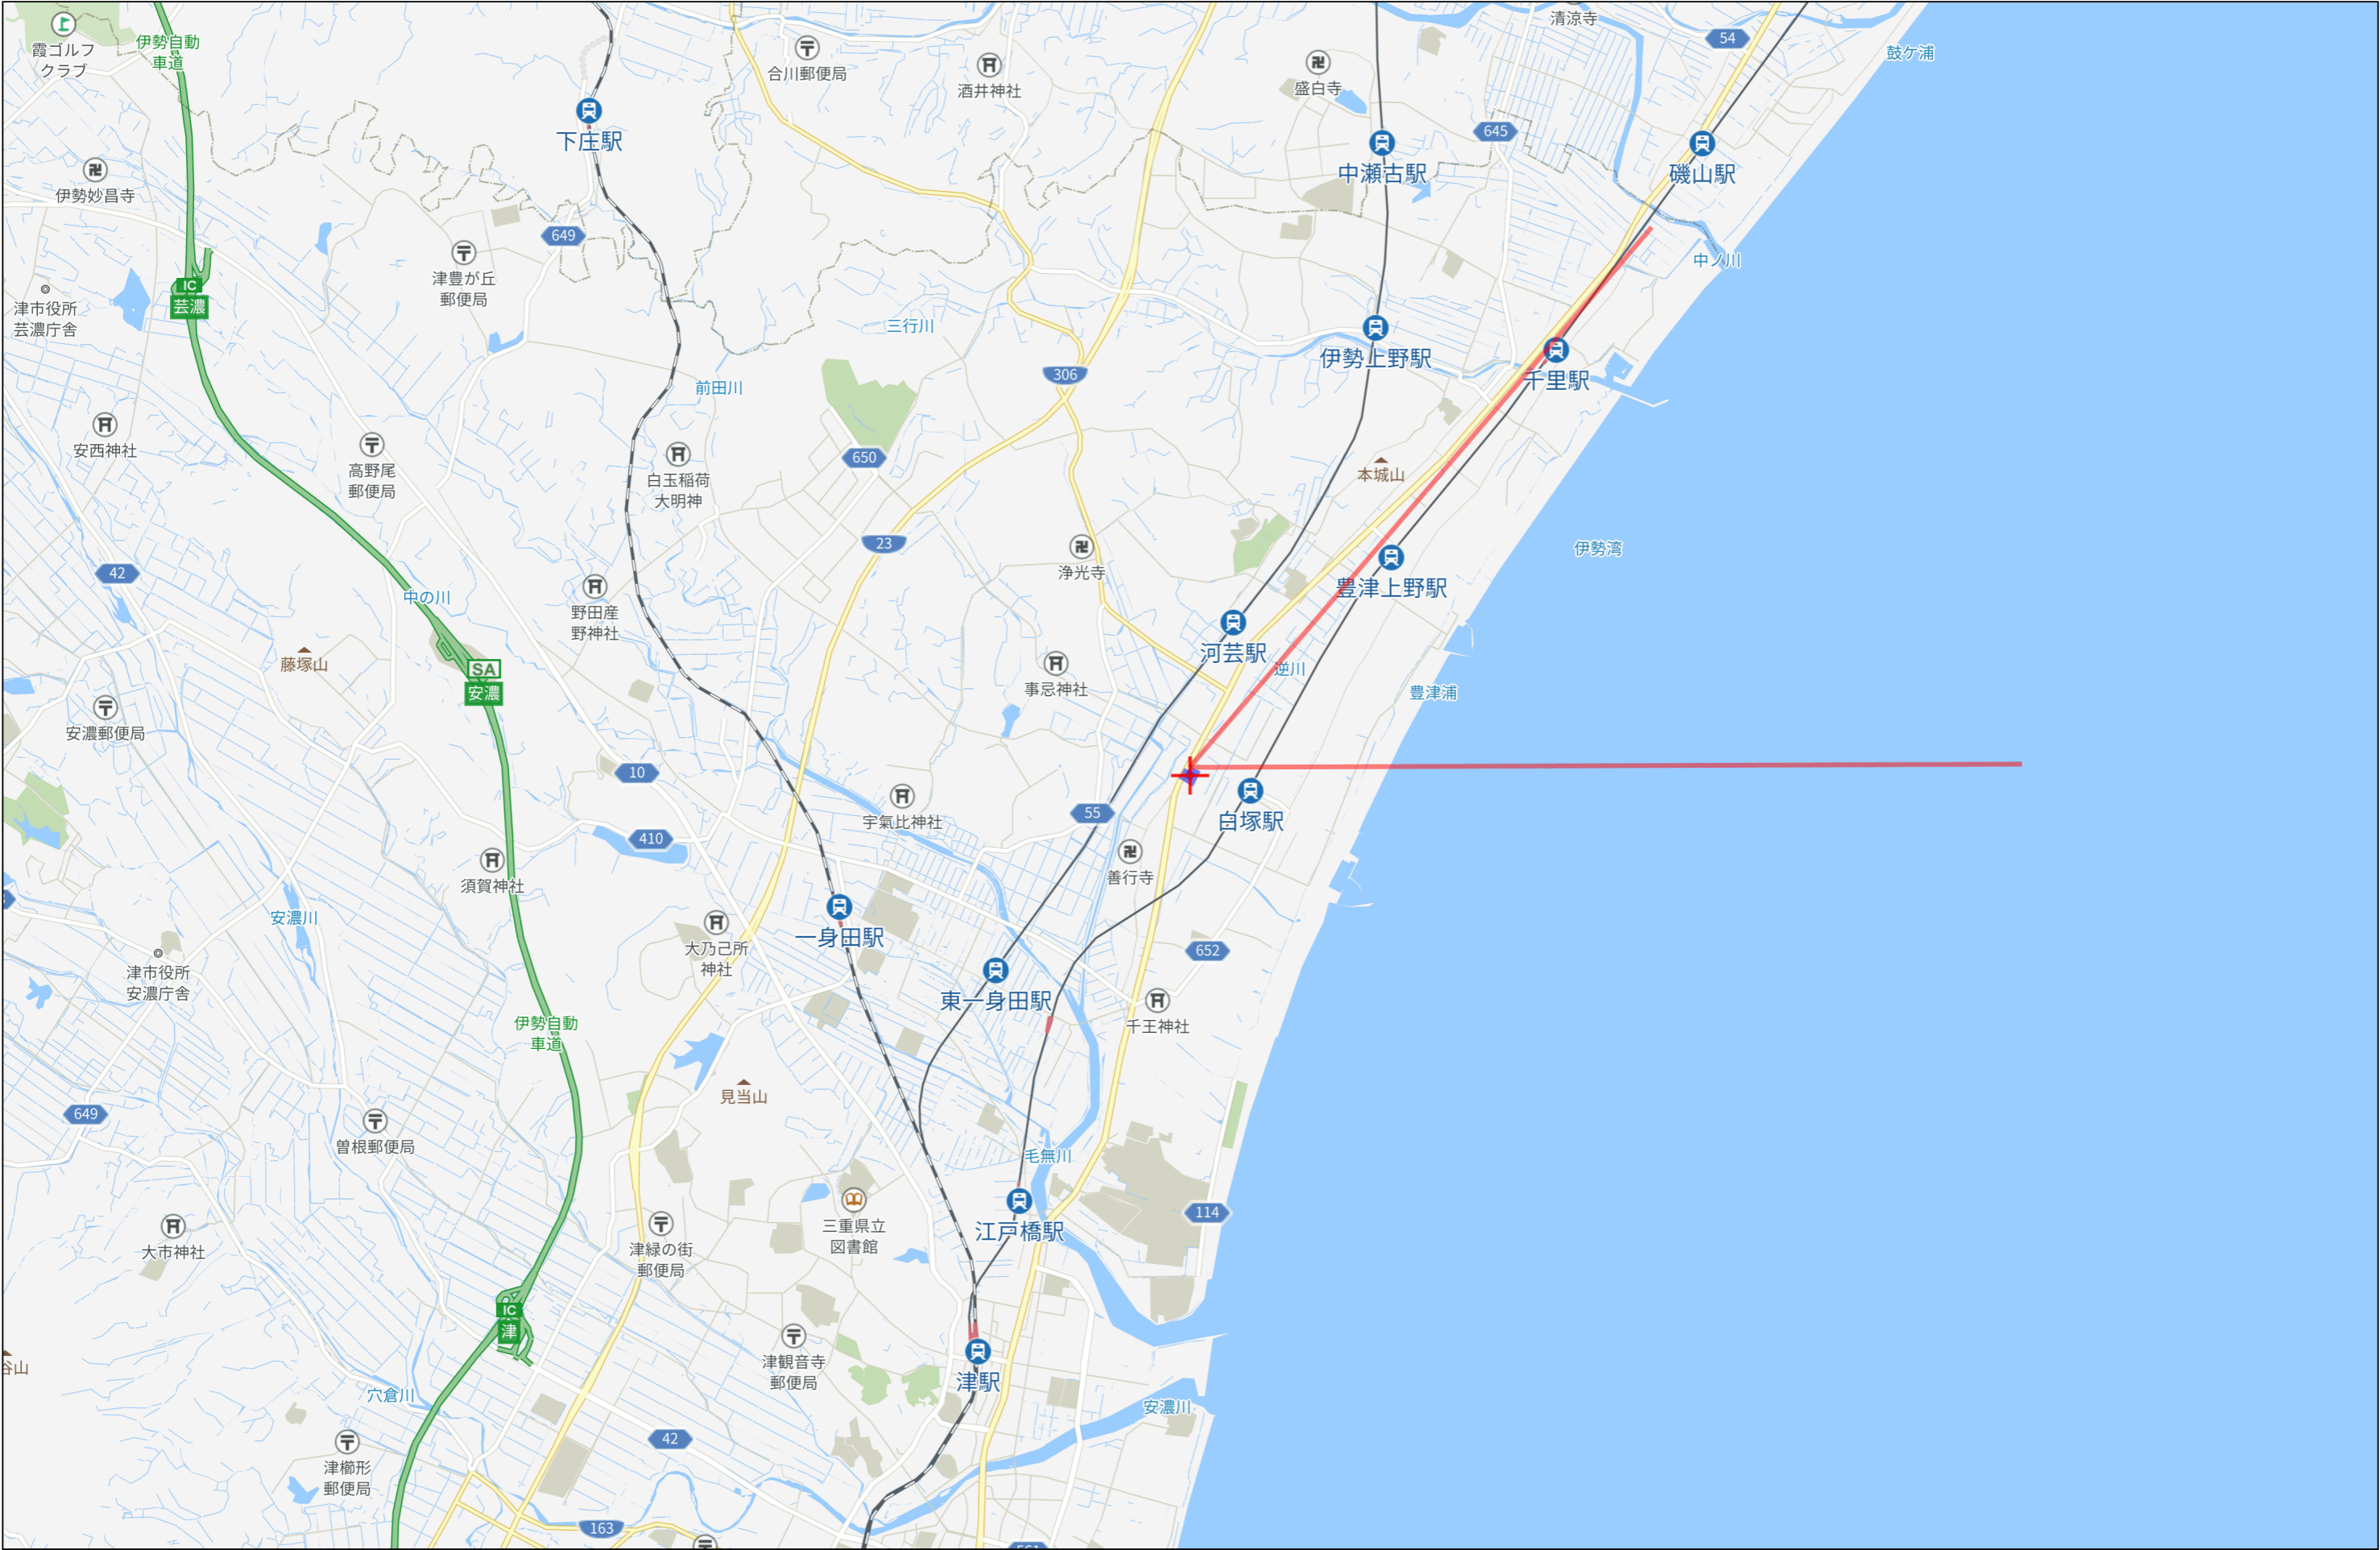 清涼寺
54
鼓ケ浦
霞ゴルフ
クラブ
伊勢自動
車道
合川郵便局
酒井神社
盛白寺
下庄駅
中瀬古駅
645
磯山駅
伊勢妙昌寺
649
津豊が丘
郵便局
中ノ川
IC
芸濃
津市役所
芸濃庁舎
三行川
伊勢上野駅
千里駅
306
前田川
安西神社
高野尾
郵便局
白玉稲荷
大明神
650
本城山
23
浄光寺
伊勢湾
42
中の川
野田産
野神社
豊津上野駅
河芸駅
藤塚山
SA
安濃
事忌神社
逆川
豊津浦
安濃郵便局
10
宇氣比神社
55
白塚駅
410
善行寺
須賀神社
安濃川
一身田駅
大乃己所
神社
652
津市役所
安濃庁舎
東一身田駅
千王神社
伊勢自動
車道
見当山
649
曽根郵便局
毛無川
三重県立
図書館
江戸橋駅
114
大市神社
津緑の街
郵便局
IC
津
津観音寺
郵便局
津駅
谷山
穴倉川
安濃川
42
津櫛形
郵便局
163